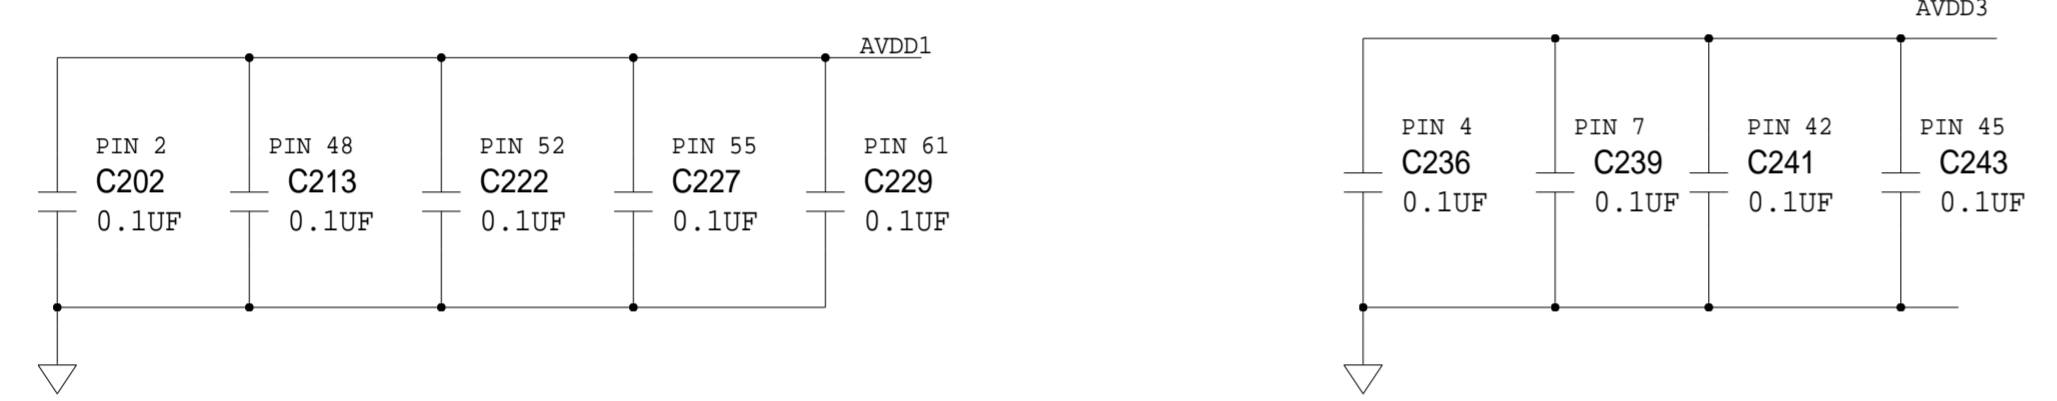 AVDD1
PIN 2
C202
0.1UF
PIN 48
C213
0.1UF
PIN 52
C222
0.1UF
PIN 55
C227
0.1UF
PIN 61
C229
0.1UF
AVDD3
PIN 4
C236
0.1UF
PIN 7
C239
0.1UF
PIN 42
C241
0.1UF
PIN 45
C243
0.1UF